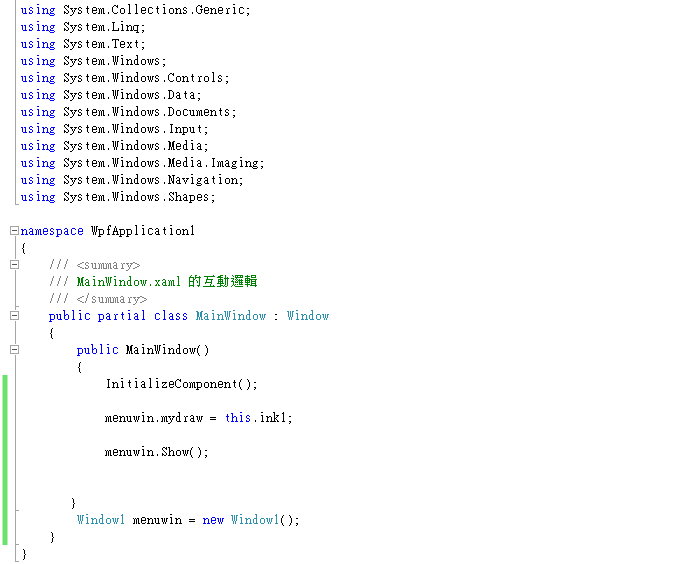 using System.Collections.Generic;
using System.Linq;
using System.Text;
using System.Windows;
using System.Windows.Controls;
using System.Windows.Data;
using System.Windows.Documents;
using System.Windows.Input;
using System.Windows.Media;
using System.Windows.Media.Imaging;
using System.Windows.Navigation;
using System.Windows.Shapes;
namespace WpfApplication1
{
/// <summary>
/// MainWindow.xaml 的互動邏輯
/// </summary>
public partial class MainWindow : Window
{
public MainWindow()
{
InitializeComponent();
menuwin.mydraw = this.ink1;
menuwin.Show();
}
Window1 menuwin = new Window1();
}
}